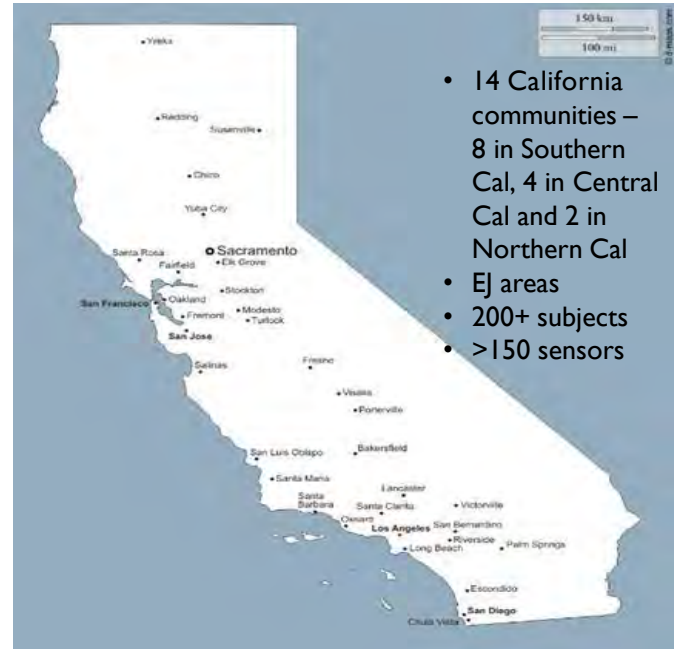 150 km
100 mi
© d-maps.com
• 14 California
communities –
8 in Southern
Cal, 4 in Central
Cal and 2 in
Northern Cal
• EJ areas
• 200+ subjects
• >150 sensors
Yreka
Redding
Susanville
Chico
Yuba City
Sacramento
Santa Rosa
Elk Grove
Fairfield
Stockton
San Francisco
Oakland
Modesto
Fremont
Turlock
San Jose
Salinas
Fresno
Visalia
Porterville
San Luis Obispo
Bakersfield
Santa Maria
Lancaster
Santa
Barbara
Santa Clarita
Victorville
Oxnard
San Bernardino
Los Angeles
Riverside
Long Beach
Palm Springs
Escondido
San Diego
Chula Vista